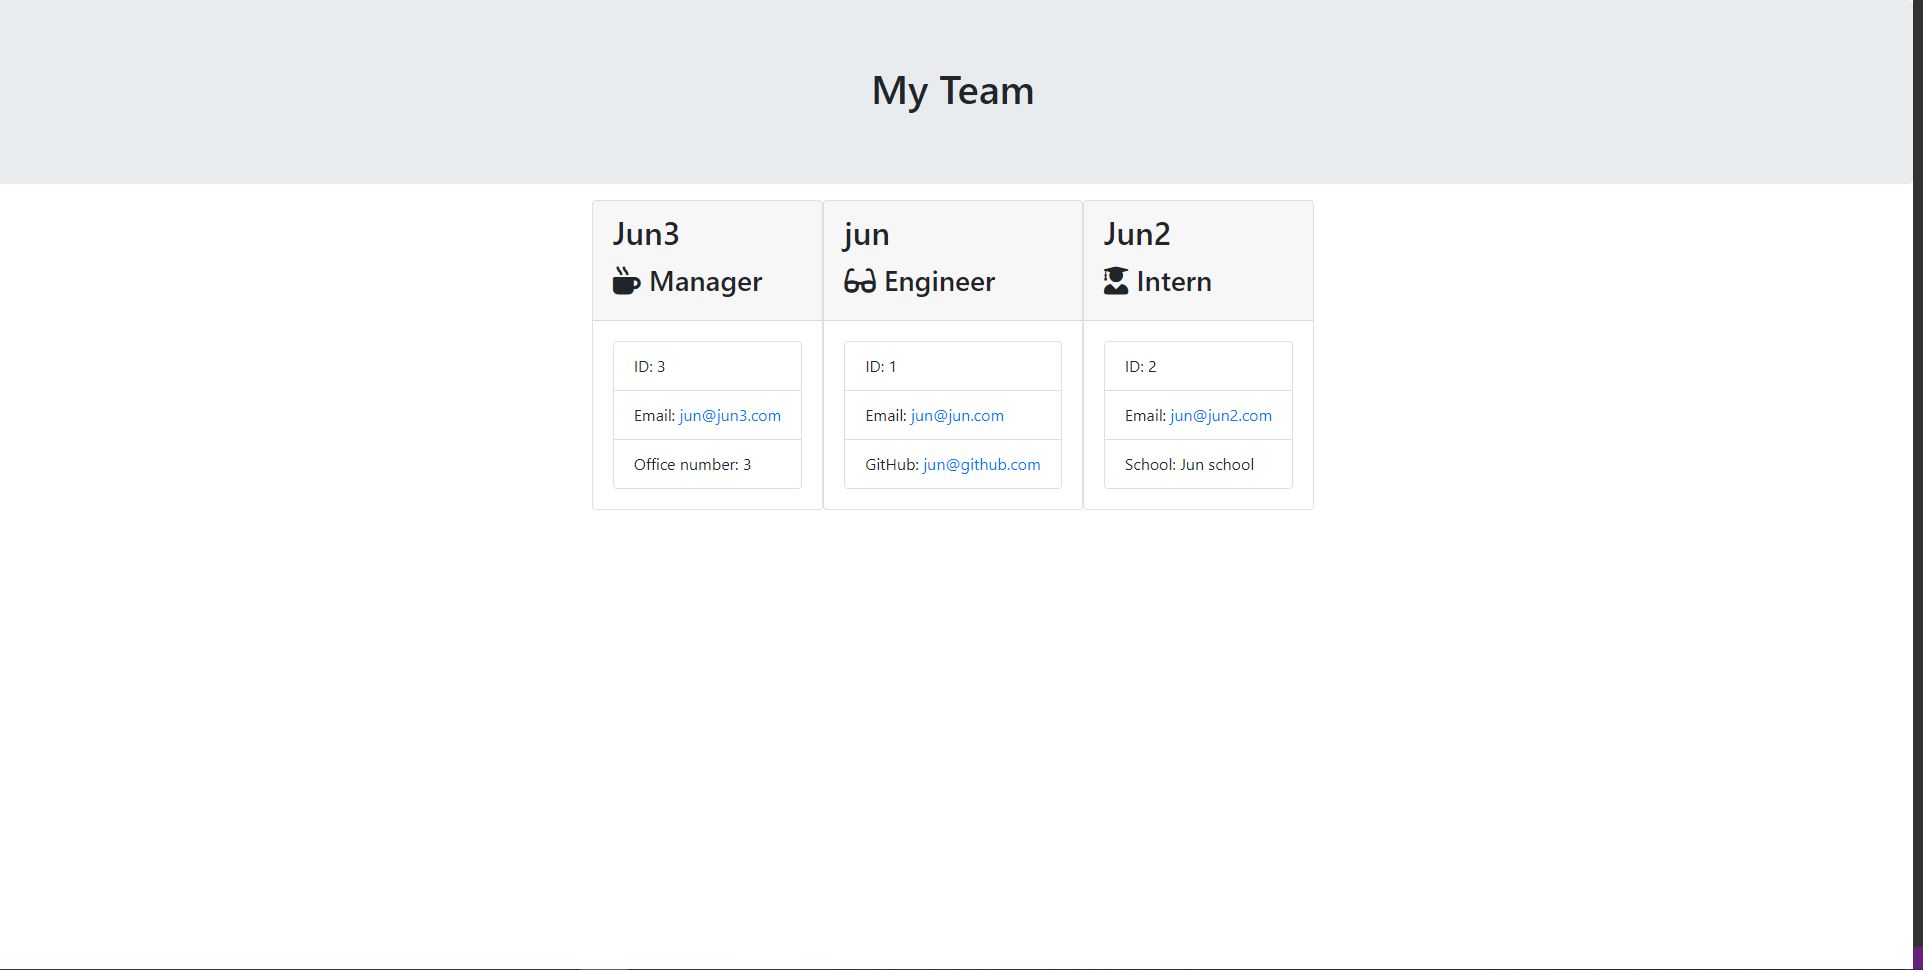 My Team
Jun3
Manager
ID: 3
Email: jun@jun3.com
Office number: 3
jun
Engineer
ID: 1
Email: jun@jun.com
GitHub: jun@github.com
Jun2
Intern
ID: 2
Email: jun@jun2.com
School: Jun school